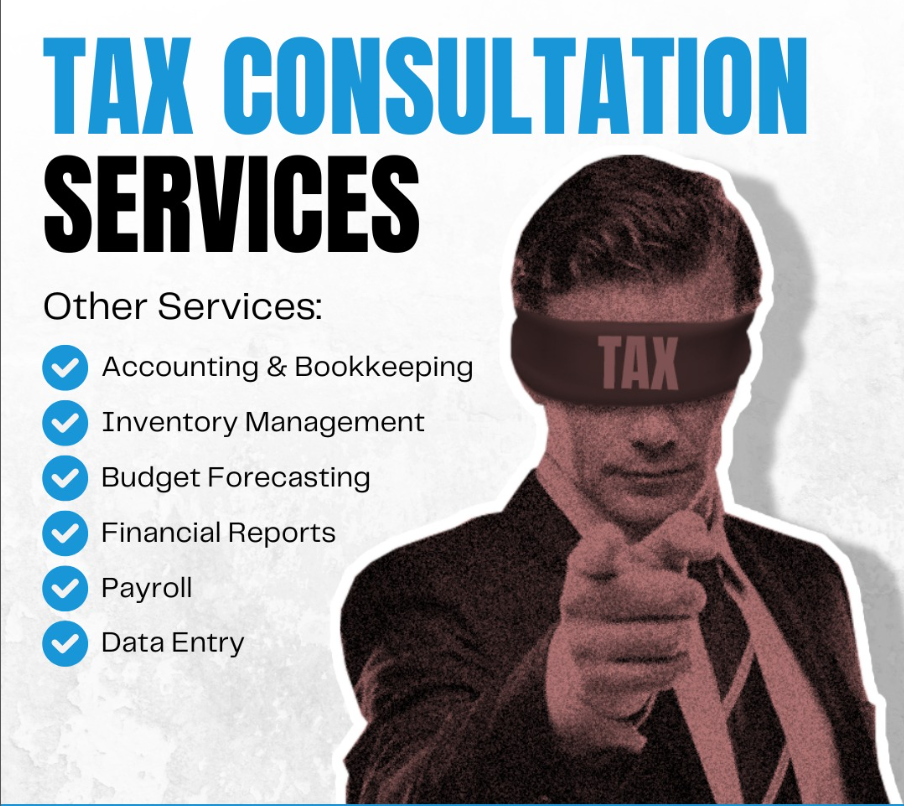 TAX CONSULTATION
SERVICES
Other Services:
Accounting & Bookkeeping
Inventory Management
Budget Forecasting
Financial Reports
Payroll
Data Entry
TAX